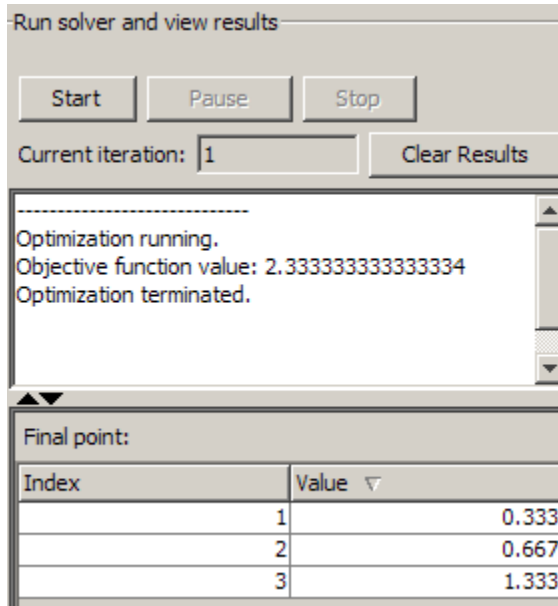 Run solver and view results
Start Pause Stop
Current iteration: 1 Clear Results
------------------------------
Optimization running.
Objective function value: 2.333333333333334
Optimization terminated.
Final point:
Index Value
1 0.333
2 0.667
3 1.333